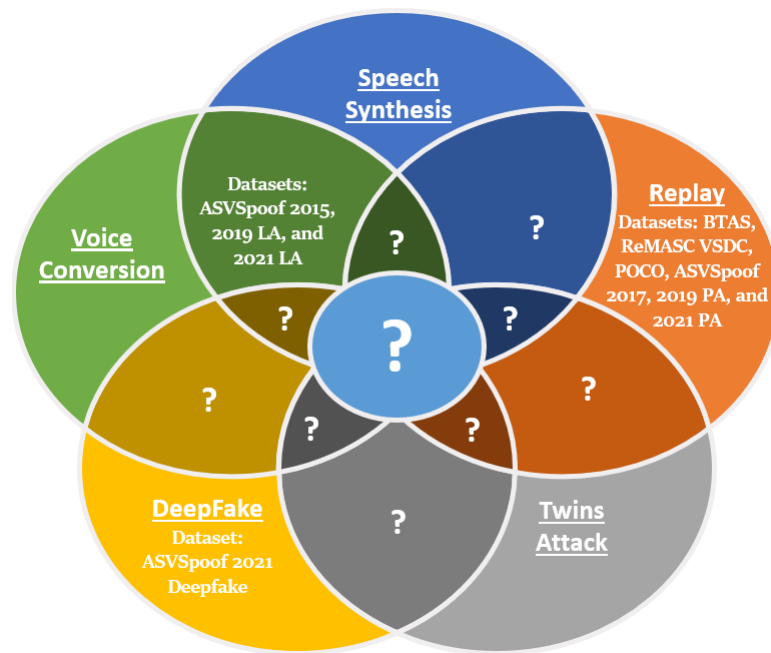 Speech
Synthesis
Datasets:
ASVSpoof 2015,
2019 LA, and
2021 LA
Voice
Conversion
?
?
Replay
Datasets: BTAS,
ReMASC VSDC,
POCO, ASVSpoof
2017, 2019 PA, and
2021 PA
?
?
?
?
?
?
?
?
DeepFake
Dataset:
ASVSpoof 2021
Deepfake
Twins
Attack